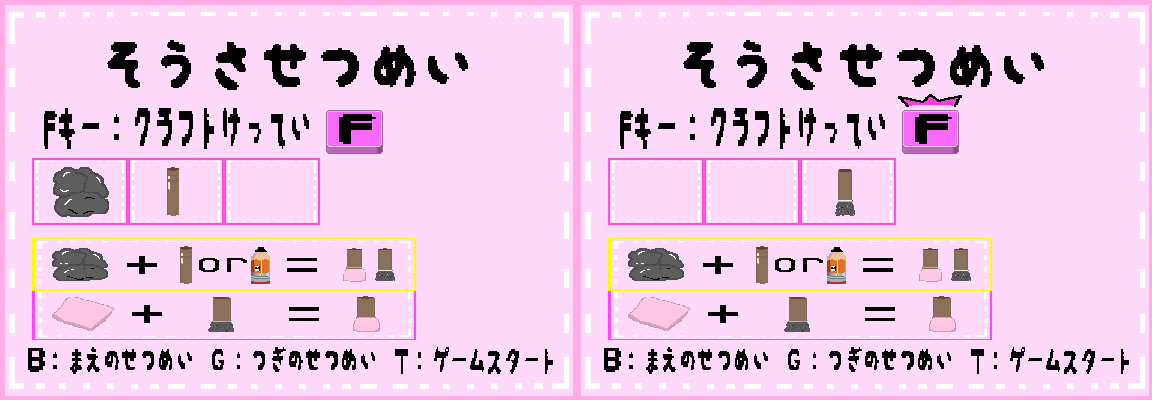 そうさせつめい
Fキー：クラフトけってい F
+ or =
+ =
B：まえのせつめい G：つぎのせつめい T：ゲームスタート
そうさせつめい
Fキー：クラフトけってい F
+ or =
+ =
B：まえのせつめい G：つぎのせつめい T：ゲームスタート